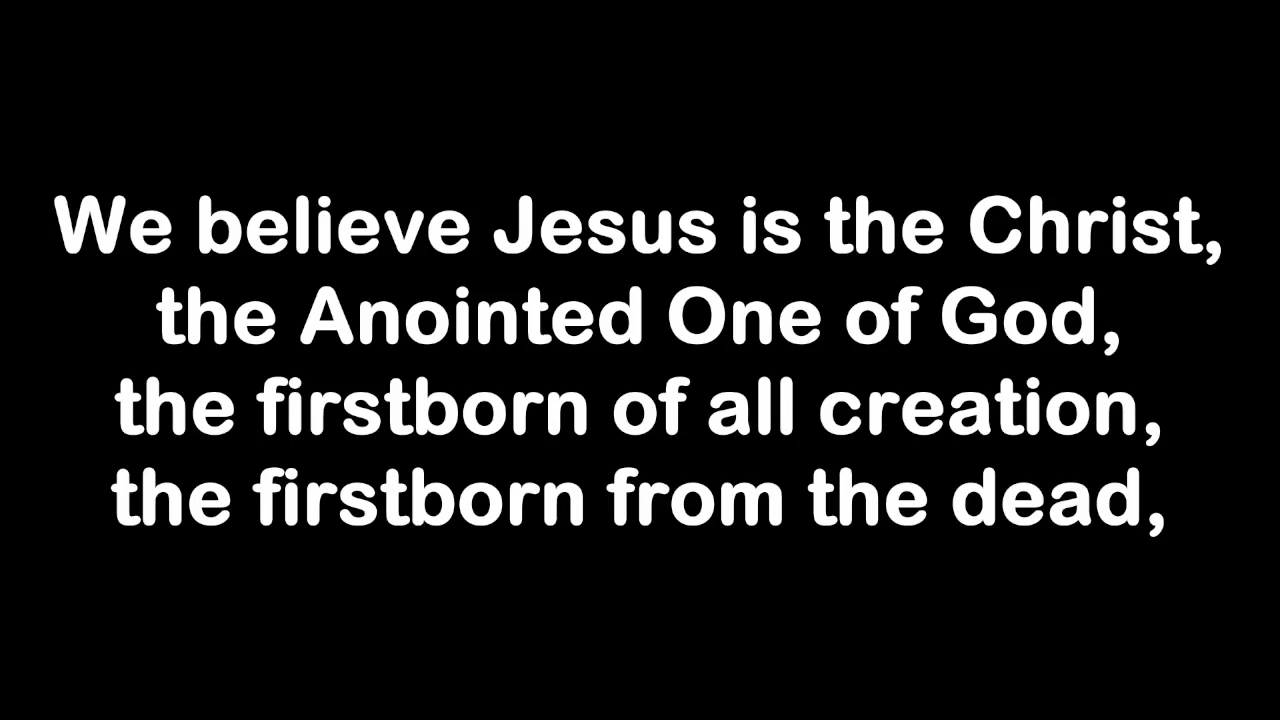 We believe Jesus is the Christ,
the Anointed One of God,
the firstborn of all creation,
the firstborn from the dead,